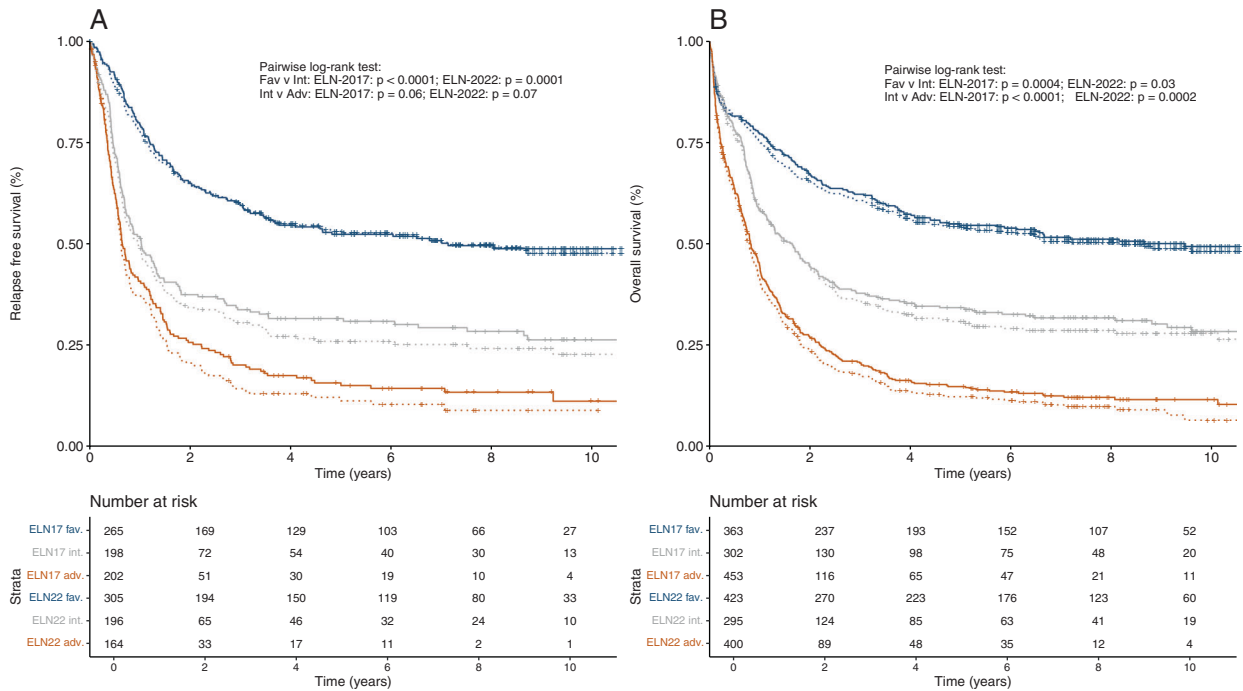 A
Pairwise log-rank test:
Fav v Int: ELN-2017: p < 0.0001; ELN-2022: p = 0.0001
Int v Adv: ELN-2017: p = 0.06; ELN-2022: p = 0.07
Relapse free survival (%)
1.00
0.75
0.50
0.25
0.00
0 2 4 6 8 10
Time (years)
Number at risk
Strata
ELN17 fav. 265 169 129 103 66 27
ELN17 int. 198 72 54 40 30 13
ELN17 adv. 202 51 30 19 10 4
ELN22 fav. 305 194 150 119 80 33
ELN22 int. 196 65 46 32 24 10
ELN22 adv. 164 33 17 11 2 1
0 2 4 6 8 10
Time (years)
B
Pairwise log-rank test:
Fav v Int: ELN-2017: p = 0.0004; ELN-2022: p = 0.03
Int v Adv: ELN-2017: p < 0.0001; ELN-2022: p = 0.0002
Overall survival (%)
1.00
0.75
0.50
0.25
0.00
0 2 4 6 8 10
Time (years)
Number at risk
Strata
ELN17 fav. 363 237 193 152 107 52
ELN17 int. 302 130 98 75 48 20
ELN17 adv. 453 116 65 47 21 11
ELN22 fav. 423 270 223 176 123 60
ELN22 int. 295 124 85 63 41 19
ELN22 adv. 400 89 48 35 12 4
0 2 4 6 8 10
Time (years)